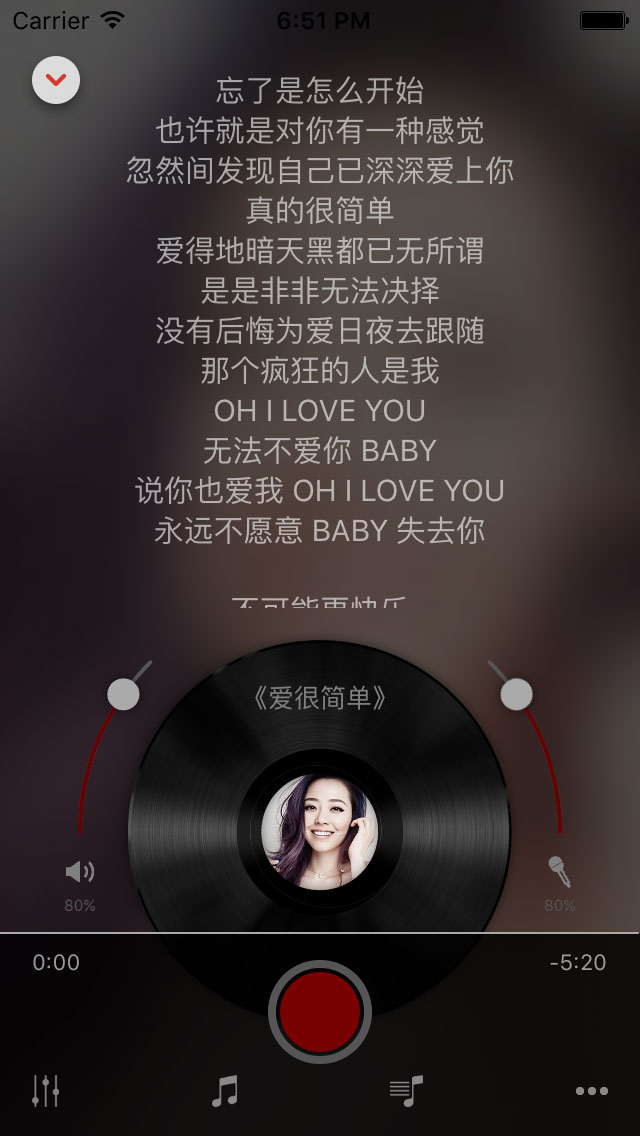 Carrier 6:51 PM
忘了是怎么开始
也许就是对你有一种感觉
忽然间发现自己已深深爱上你
真的很简单
爱得地暗天黑都已无所谓
是是非非无法决择
没有后悔为爱日夜去跟随
那个疯狂的人是我
OH I LOVE YOU
无法不爱你 BABY
说你也爱我 OH I LOVE YOU
永远不愿意 BABY 失去你
不可能更快乐
《爱很简单》
80% 80%
0:00 -5:20